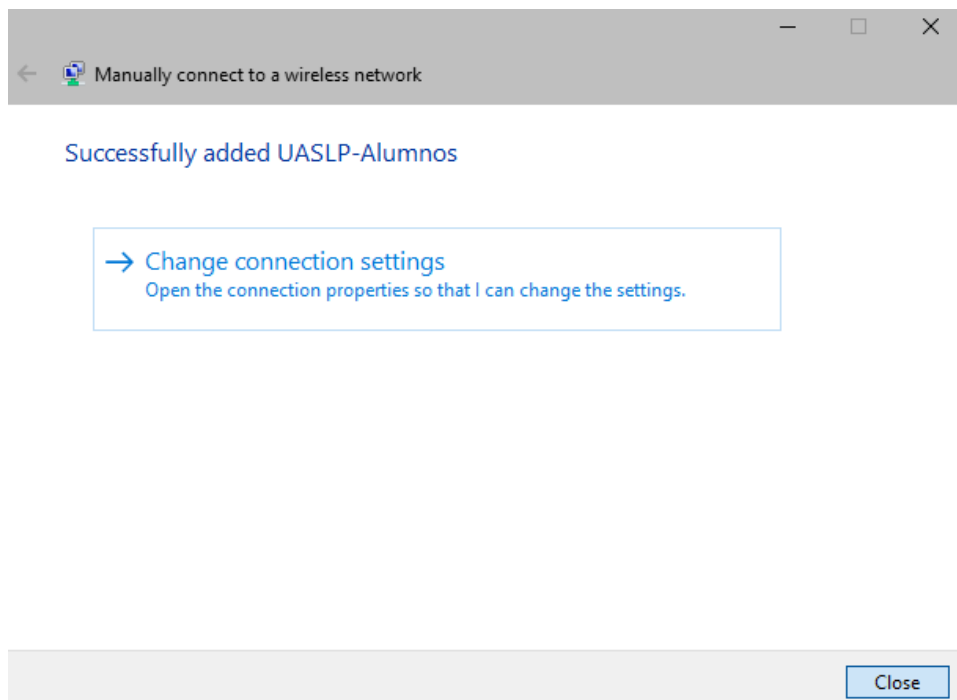 Manually connect to a wireless network
Successfully added UASLP-Alumnos
Change connection settings
Open the connection properties so that I can change the settings.
Close